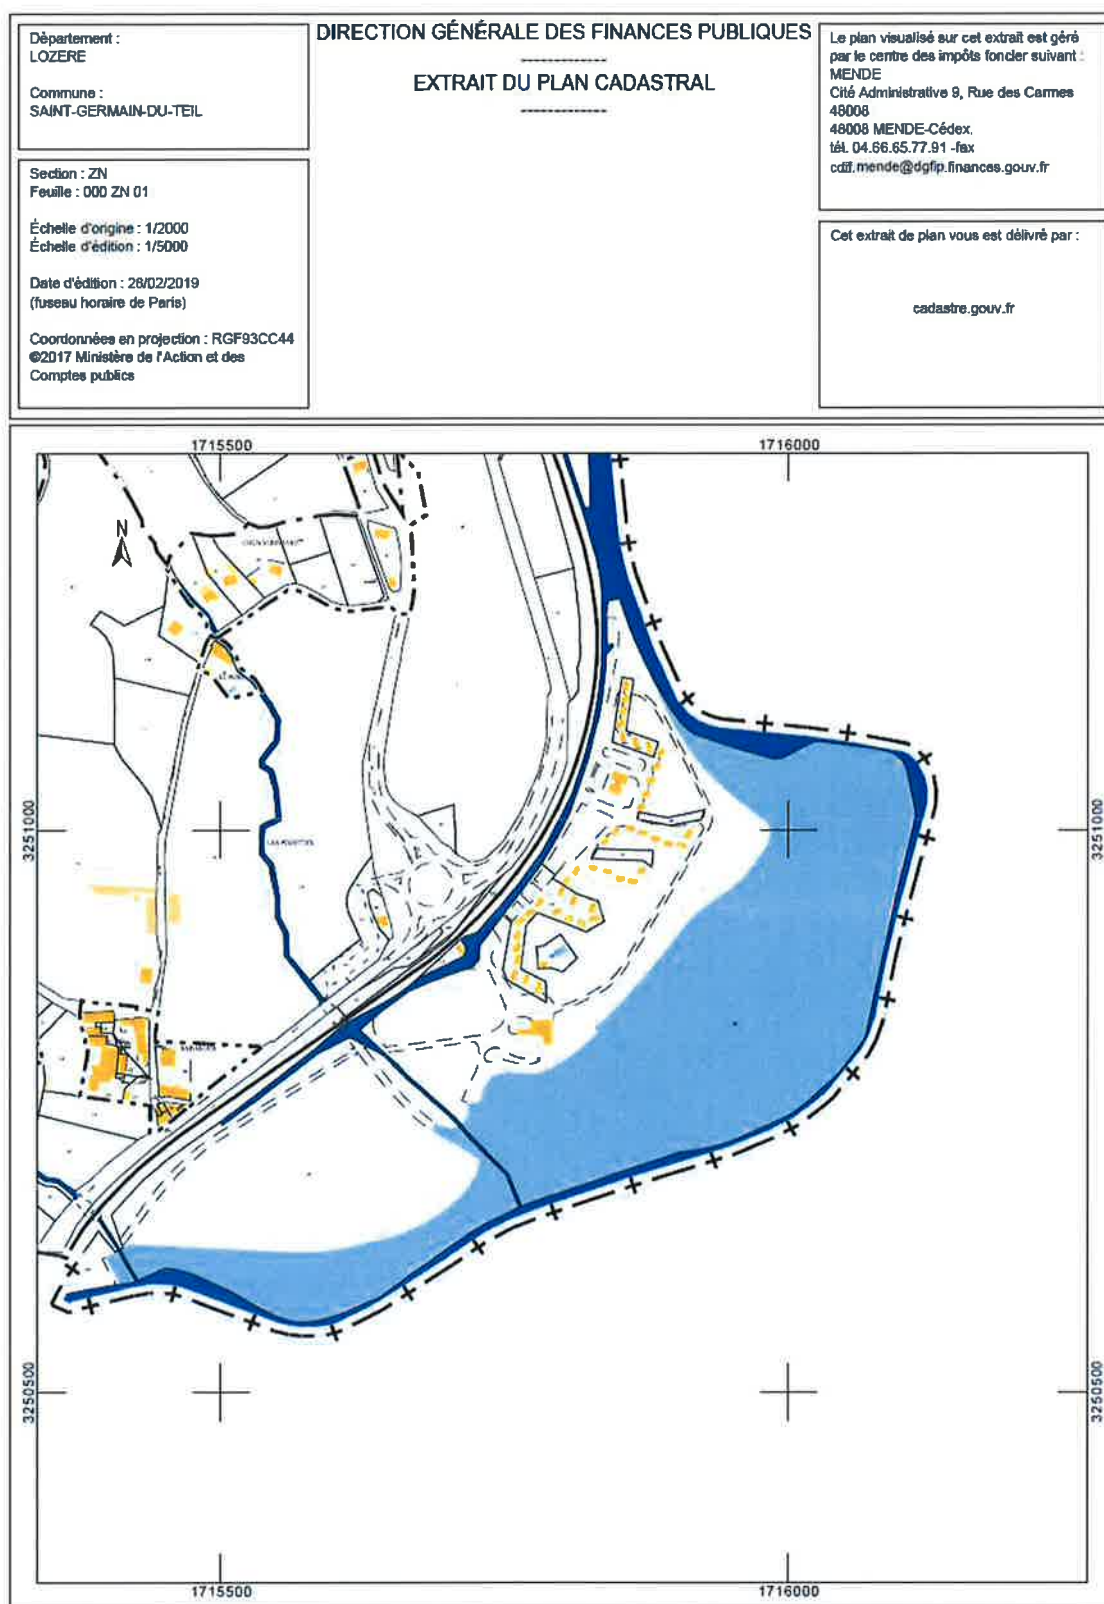 Département :
LOZERE
Commune :
SAINT-GERMAIN-DU-TEIL
Section : ZN
Feuille : 000 ZN 01
Échelle d'origine : 1/2000
Échelle d'édition : 1/5000
Date d'édition : 28/02/2019
(fuseau horaire de Paris)
Coordonnées en projection : RGF93CC44
©2017 Ministère de l'Action et des
Comptes publics
DIRECTION GÉNÉRALE DES FINANCES PUBLIQUES
EXTRAIT DU PLAN CADASTRAL
Le plan visualisé sur cet extrait est géré
par le centre des impôts foncier suivant :
MENDE
Cité Administrative 9, Rue des Carmes
48008
48008 MENDE-Cédex.
tél. 04.66.65.77.91 -fax
cdif.mende@dgfip.finances.gouv.fr
Cet extrait de plan vous est délivré par :
cadastre.gouv.fr
1715500
1716000
N
3251000
3251000
3250500
3250500
1715500
1716000